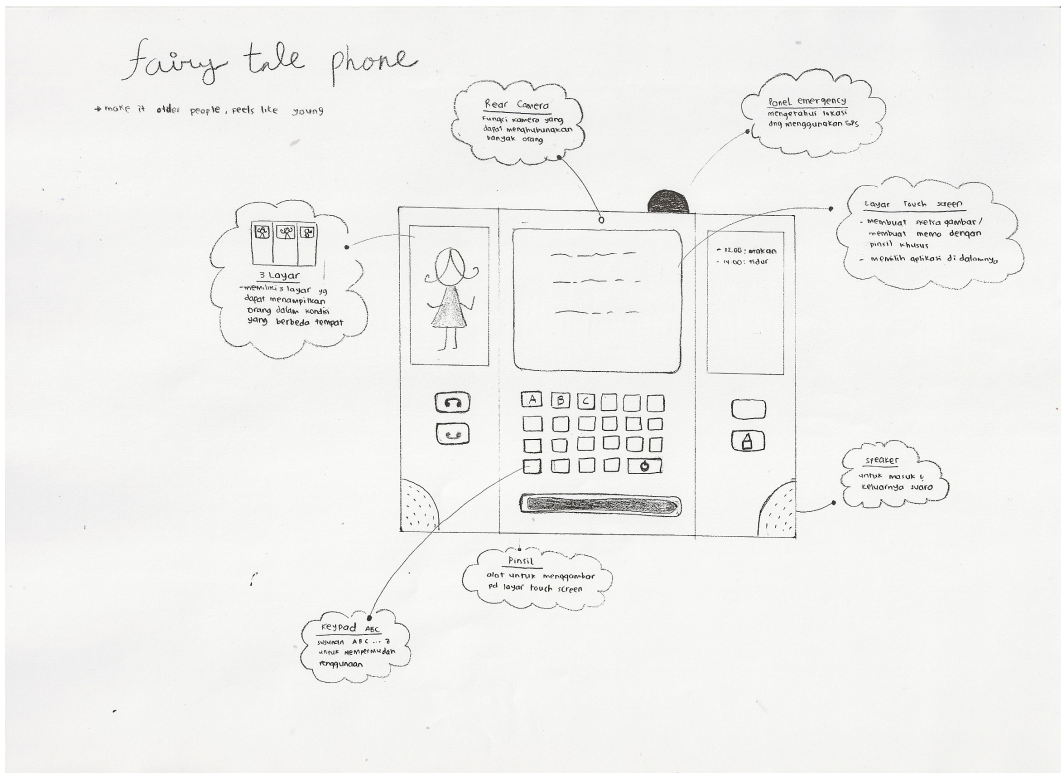 fairy tale phone
→ make it older people, feels like young
Rear Camera
Fungsi kamera yang
dapat menghubungkan
banyak orang
Panel emergency
mengetahui lokasi
dng menggunakan GPS
Layar Touch Screen
- membuat sketsa gambar/
membuat memo dengan
pinsil khusus
- memilih aplikasi di dalamnya
3 Layar
- memiliki 3 layar yg
dapat menampilkan
orang dalam kondisi
yang berbeda tempat
- 12.00 : makan
- 14.00 : tidur
A B C
Speaker
untuk masuk &
keluarnya suara
Pinsil
alat untuk menggambar
pd layar touch screen
Keypad ABC
susunan ABC ... Z
untuk mempermudah
penggunaan